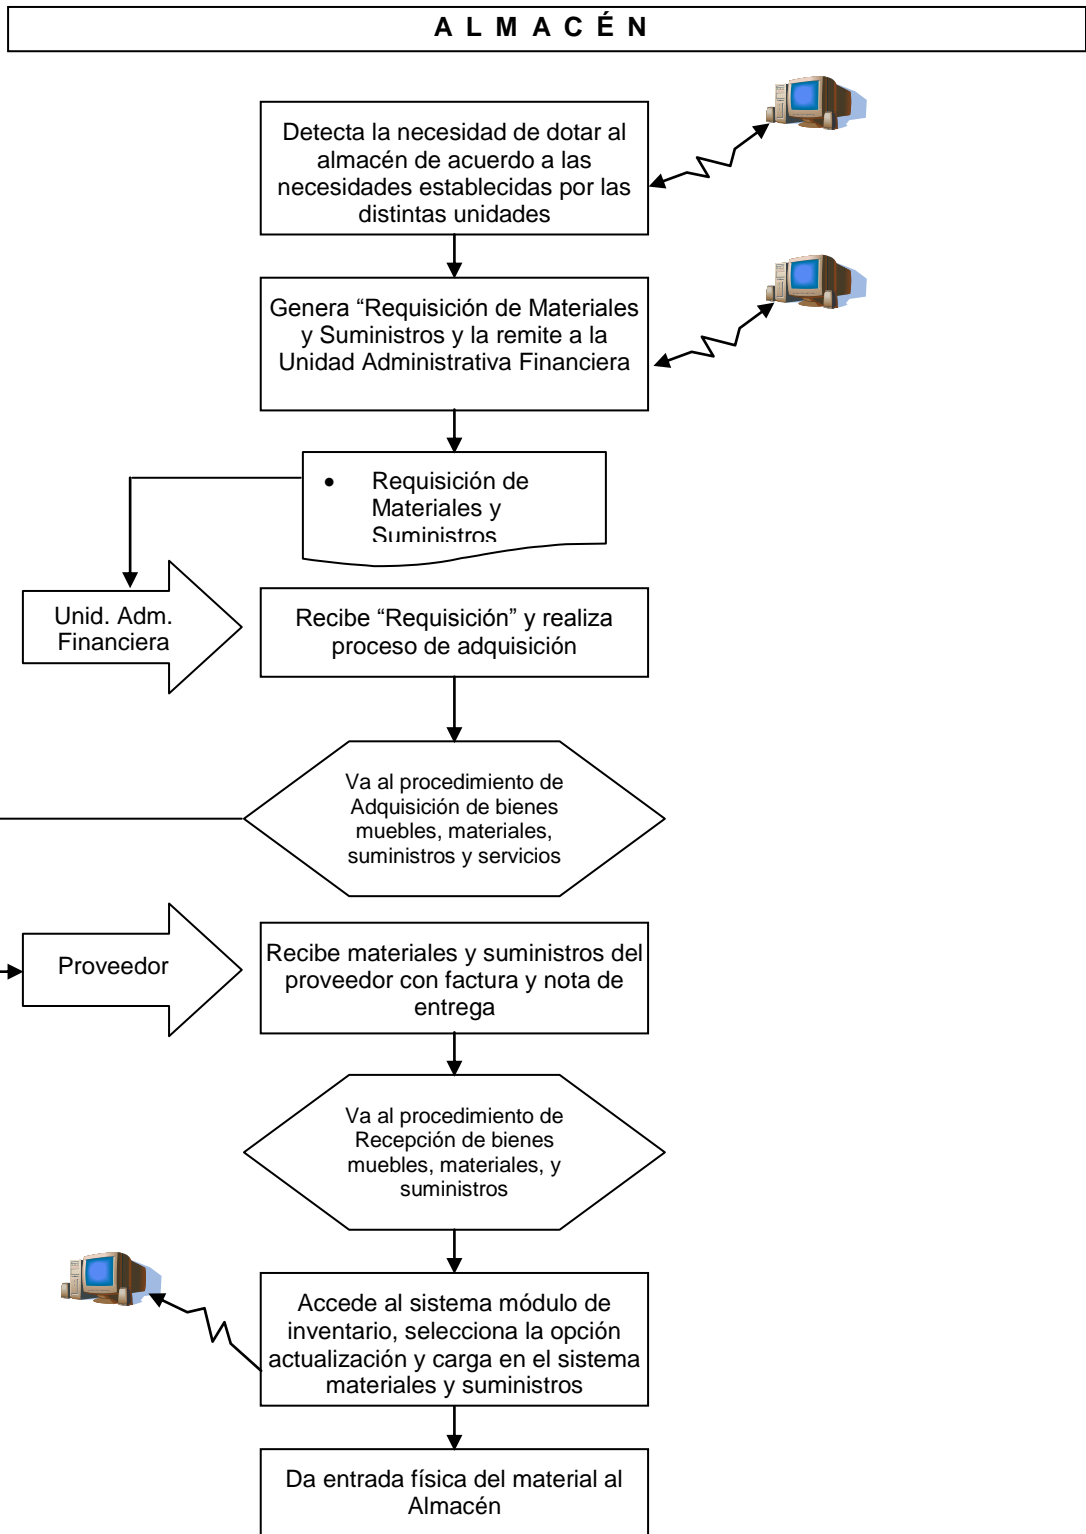 A L M A C É N
Detecta la necesidad de dotar al
almacén de acuerdo a las
necesidades establecidas por las
distintas unidades
Genera “Requisición de Materiales
y Suministros y la remite a la
Unidad Administrativa Financiera
• Requisición de
Materiales y
Suministros
Unid. Adm.
Financiera
Recibe “Requisición” y realiza
proceso de adquisición
Va al procedimiento de
Adquisición de bienes
muebles, materiales,
suministros y servicios
Proveedor
Recibe materiales y suministros del
proveedor con factura y nota de
entrega
Va al procedimiento de
Recepción de bienes
muebles, materiales, y
suministros
Accede al sistema módulo de
inventario, selecciona la opción
actualización y carga en el sistema
materiales y suministros
Da entrada física del material al
Almacén